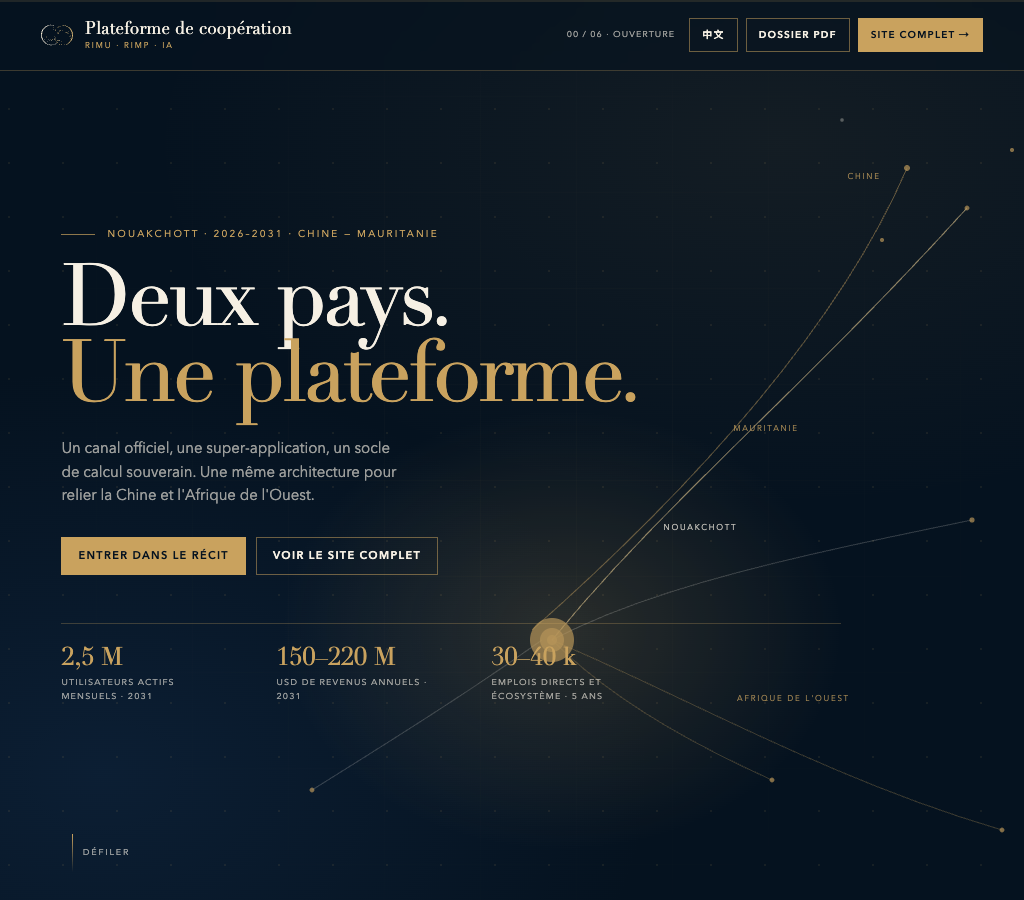 Plateforme de coopération
RIMU · RIMP · IA
00 / 06 · OUVERTURE
中文
DOSSIER PDF
SITE COMPLET →
CHINE
NOUAKCHOTT · 2026–2031 · CHINE — MAURITANIE
Deux pays.
Une plateforme.
MAURITANIE
Un canal officiel, une super-application, un socle
de calcul souverain. Une même architecture pour
relier la Chine et l'Afrique de l'Ouest.
NOUAKCHOTT
ENTRER DANS LE RÉCIT
VOIR LE SITE COMPLET
2,5 M
UTILISATEURS ACTIFS
MENSUELS · 2031
150–220 M
USD DE REVENUS ANNUELS ·
2031
30–40 k
EMPLOIS DIRECTS ET
ÉCOSYSTÈME · 5 ANS
AFRIQUE DE L'OUEST
DÉFILER